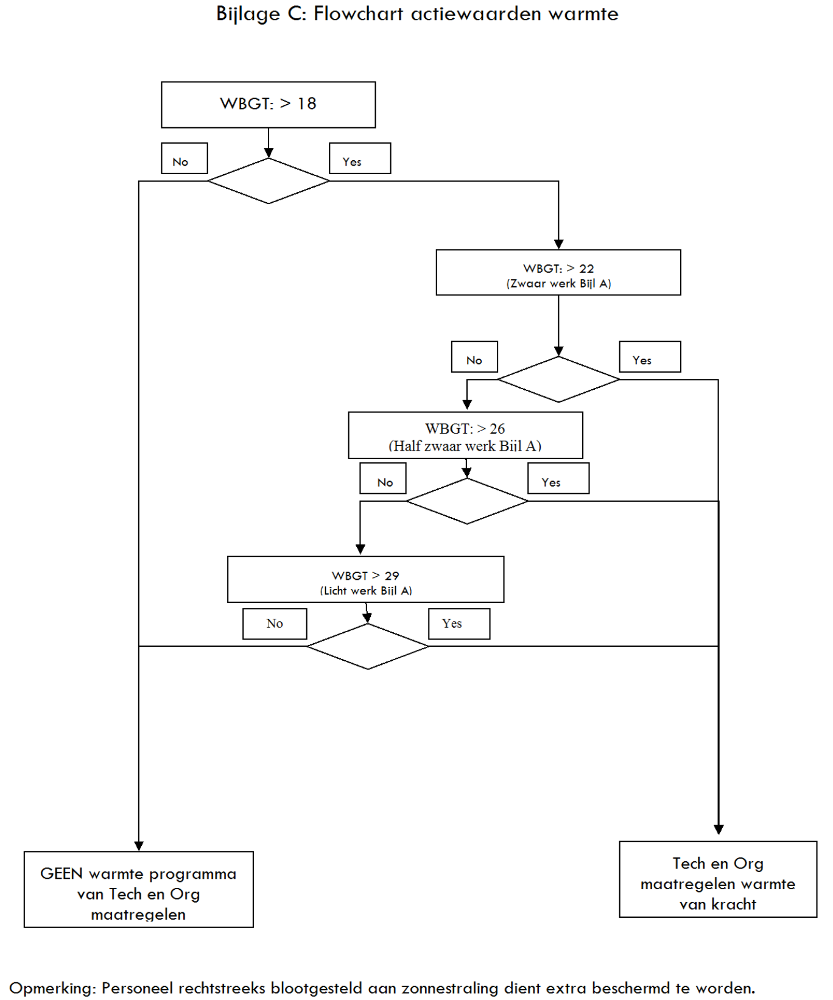 Bijlage C: Flowchart actiewaarden warmte
WBGT: > 18
No
Yes
WBGT: > 22
(Zwaar werk Bijl A)
No
Yes
WBGT: > 26
(Half zwaar werk Bijl A)
No
Yes
WBGT > 29
(Licht werk Bijl A)
No
Yes
GEEN warmte programma
van Tech en Org
maatregelen
Tech en Org
maatregelen warmte
van kracht
Opmerking: Personeel rechtstreeks blootgesteld aan zonnestraling dient extra beschermd te worden.